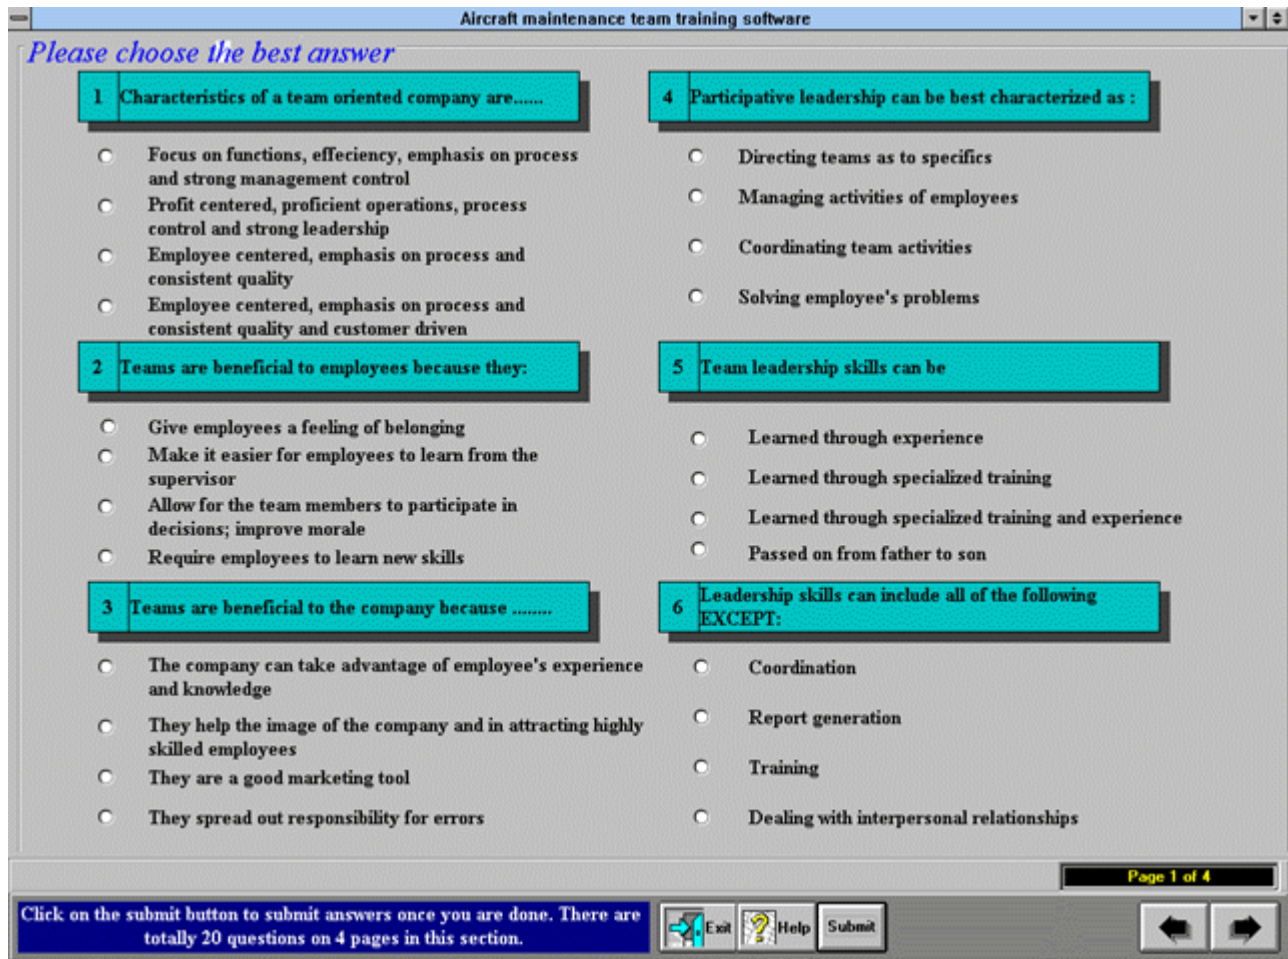 Aircraft maintenance team training software
Please choose the best answer
1 Characteristics of a team oriented company are......
Focus on functions, effeciency, emphasis on process
and strong management control
Profit centered, proficient operations, process
control and strong leadership
Employee centered, emphasis on process and
consistent quality
Employee centered, emphasis on process and
consistent quality and customer driven
2 Teams are beneficial to employees because they:
Give employees a feeling of belonging
Make it easier for employees to learn from the
supervisor
Allow for the team members to participate in
decisions; improve morale
Require employees to learn new skills
3 Teams are beneficial to the company because ........
The company can take advantage of employee's experience
and knowledge
They help the image of the company and in attracting highly
skilled employees
They are a good marketing tool
They spread out responsibility for errors
4 Participative leadership can be best characterized as :
Directing teams as to specifics
Managing activities of employees
Coordinating team activities
Solving employee's problems
5 Team leadership skills can be
Learned through experience
Learned through specialized training
Learned through specialized training and experience
Passed on from father to son
6 Leadership skills can include all of the following
EXCEPT:
Coordination
Report generation
Training
Dealing with interpersonal relationships
Page 1 of 4
Click on the submit button to submit answers once you are done. There are
totally 20 questions on 4 pages in this section.
Exit
Help
Submit